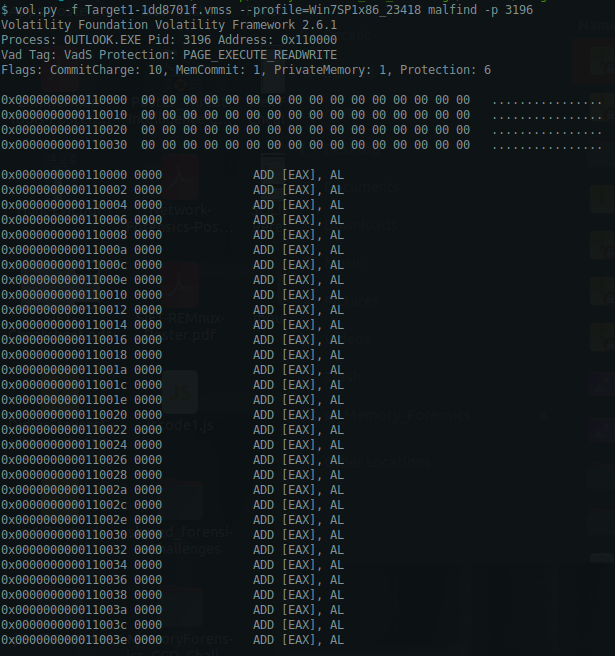 $ vol.py -f Target1-1dd8701f.vmss --profile=Win7SP1x86_23418 malfind -p 3196
Volatility Foundation Volatility Framework 2.6.1
Process: OUTLOOK.EXE Pid: 3196 Address: 0x110000
Vad Tag: VadS Protection: PAGE_EXECUTE_READWRITE
Flags: CommitCharge: 10, MemCommit: 1, PrivateMemory: 1, Protection: 6
0x0000000000110000  00 00 00 00 00 00 00 00 00 00 00 00 00 00 00 00   ................
0x0000000000110010  00 00 00 00 00 00 00 00 00 00 00 00 00 00 00 00   ................
0x0000000000110020  00 00 00 00 00 00 00 00 00 00 00 00 00 00 00 00   ................
0x0000000000110030  00 00 00 00 00 00 00 00 00 00 00 00 00 00 00 00   ................
0x0000000000110000 0000             ADD [EAX], AL
0x0000000000110002 0000             ADD [EAX], AL
0x0000000000110004 0000             ADD [EAX], AL
0x0000000000110006 0000             ADD [EAX], AL
0x0000000000110008 0000             ADD [EAX], AL
0x000000000011000a 0000             ADD [EAX], AL
0x000000000011000c 0000             ADD [EAX], AL
0x000000000011000e 0000             ADD [EAX], AL
0x0000000000110010 0000             ADD [EAX], AL
0x0000000000110012 0000             ADD [EAX], AL
0x0000000000110014 0000             ADD [EAX], AL
0x0000000000110016 0000             ADD [EAX], AL
0x0000000000110018 0000             ADD [EAX], AL
0x000000000011001a 0000             ADD [EAX], AL
0x000000000011001c 0000             ADD [EAX], AL
0x000000000011001e 0000             ADD [EAX], AL
0x0000000000110020 0000             ADD [EAX], AL
0x0000000000110022 0000             ADD [EAX], AL
0x0000000000110024 0000             ADD [EAX], AL
0x0000000000110026 0000             ADD [EAX], AL
0x0000000000110028 0000             ADD [EAX], AL
0x000000000011002a 0000             ADD [EAX], AL
0x000000000011002c 0000             ADD [EAX], AL
0x000000000011002e 0000             ADD [EAX], AL
0x0000000000110030 0000             ADD [EAX], AL
0x0000000000110032 0000             ADD [EAX], AL
0x0000000000110034 0000             ADD [EAX], AL
0x0000000000110036 0000             ADD [EAX], AL
0x0000000000110038 0000             ADD [EAX], AL
0x000000000011003a 0000             ADD [EAX], AL
0x000000000011003c 0000             ADD [EAX], AL
0x000000000011003e 0000             ADD [EAX], AL